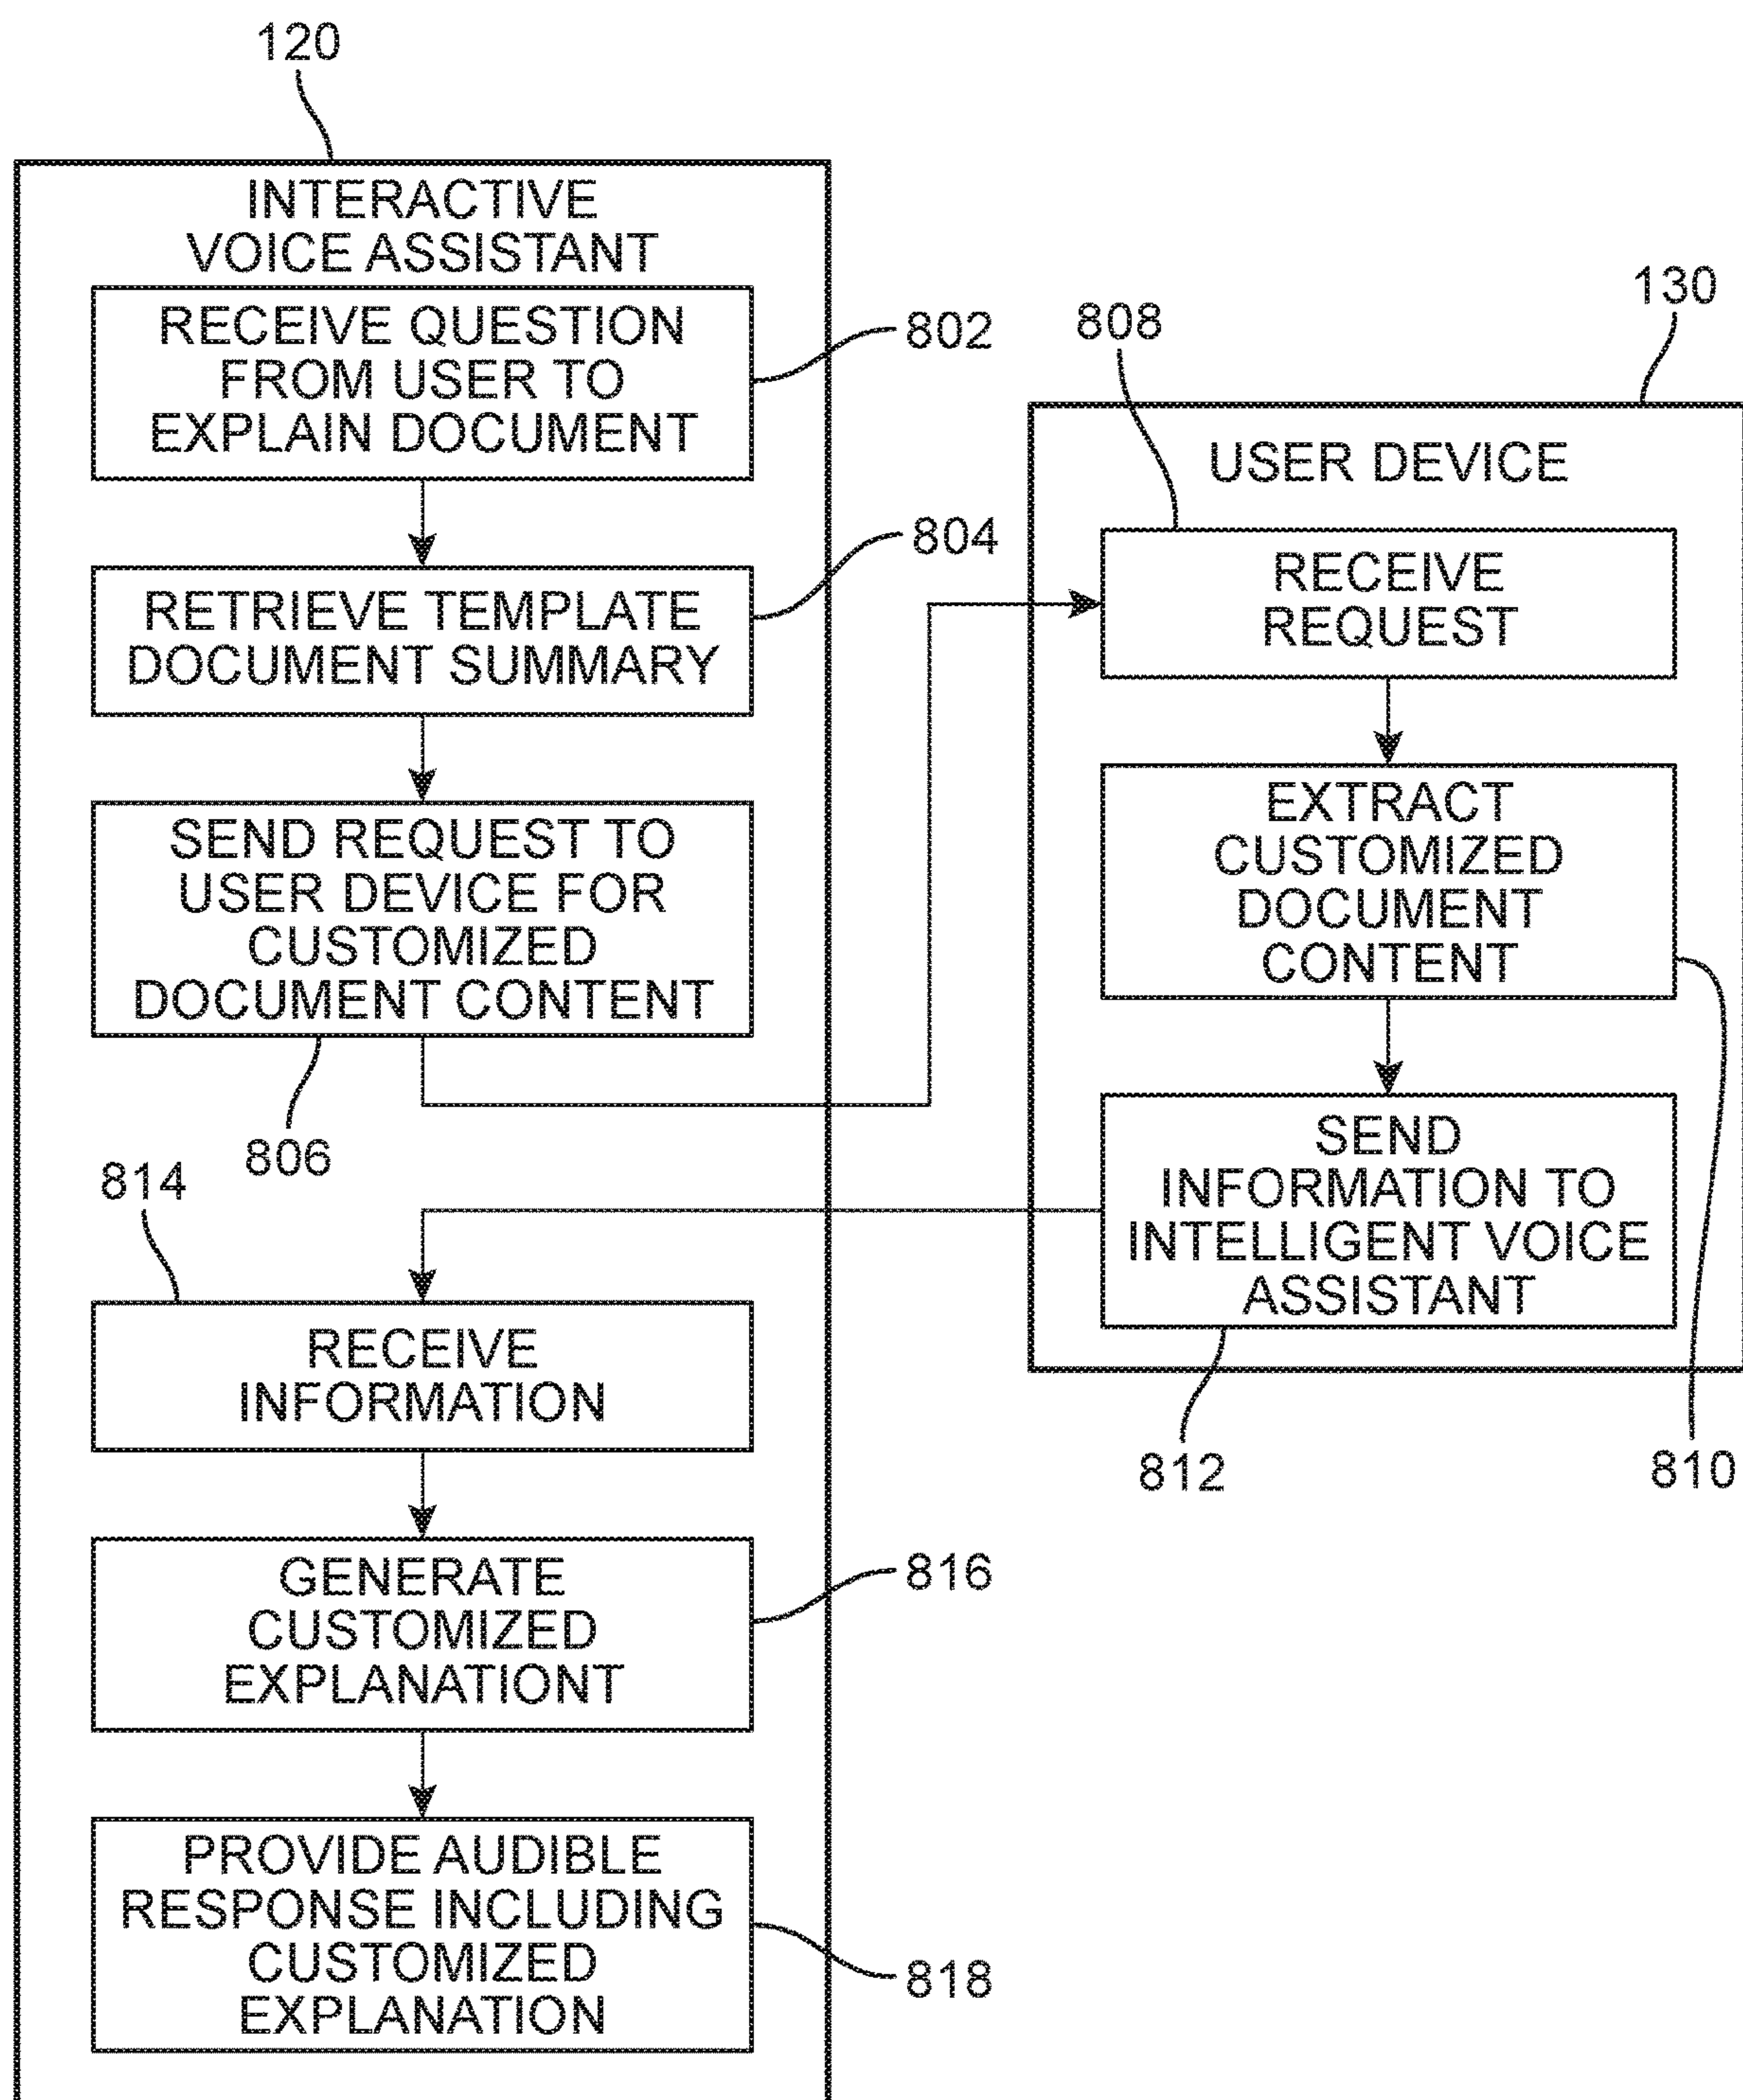 120
INTERACTIVE
VOICE ASSISTANT
RECEIVE QUESTION
FROM USER TO
EXPLAIN DOCUMENT
802
RETRIEVE TEMPLATE
DOCUMENT SUMMARY
804
SEND REQUEST TO
USER DEVICE FOR
CUSTOMIZED
DOCUMENT CONTENT
806
130
USER DEVICE
808
RECEIVE
REQUEST
EXTRACT
CUSTOMIZED
DOCUMENT
CONTENT
810
SEND
INFORMATION TO
INTELLIGENT VOICE
ASSISTANT
812
814
RECEIVE
INFORMATION
GENERATE
CUSTOMIZED
EXPLANATIONT
816
PROVIDE AUDIBLE
RESPONSE INCLUDING
CUSTOMIZED
EXPLANATION
818